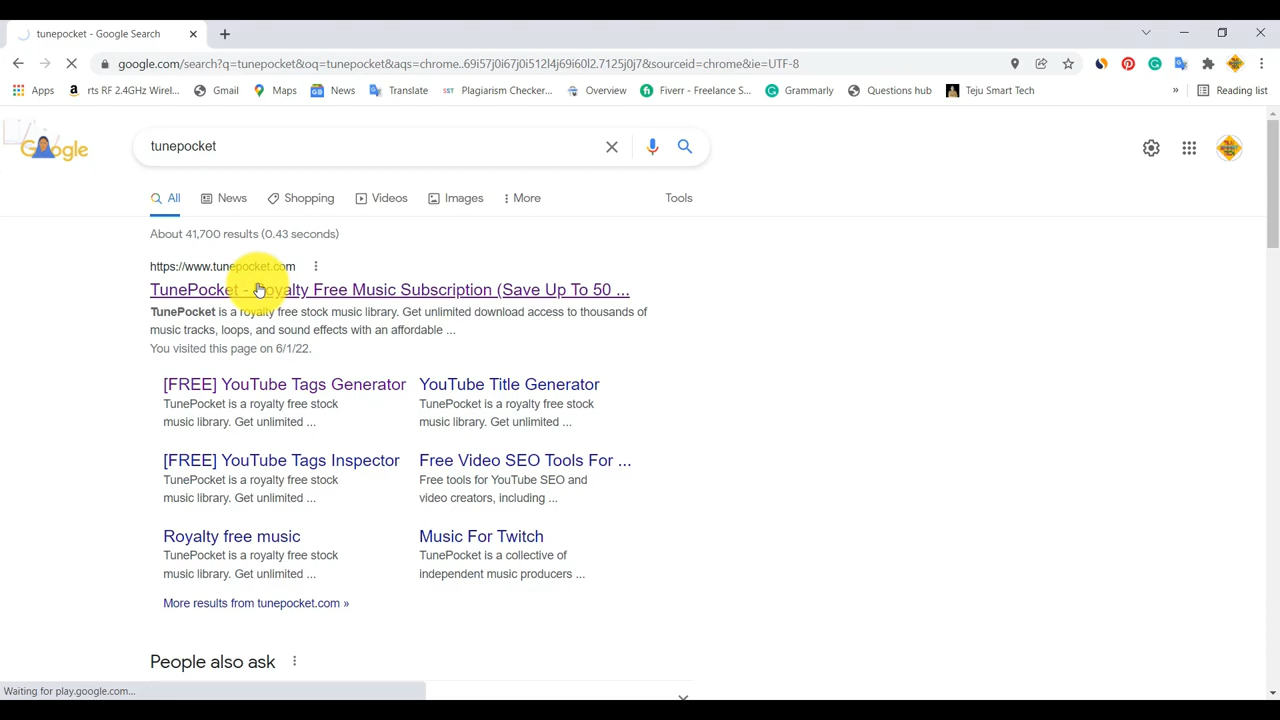 tunepocket - Google Search
google.com/search?q=tunepocket&oq=tunepocket&aqs=chrome..69i57j0i67j0i512l4j69i60l2.7125j0j7&sourceid=chrome&ie=UTF-8
Apps rts RF 2.4GHz Wirel... Gmail Maps News Translate SST Plagiarism Checker... Overview Fiverr - Freelance S... Grammarly Questions hub Teju Smart Tech » Reading list
Google tunepocket
All News Shopping Videos Images More Tools
About 41,700 results (0.43 seconds)
https://www.tunepocket.com
TunePocket - Royalty Free Music Subscription (Save Up To 50 ...
TunePocket is a royalty free stock music library. Get unlimited download access to thousands of
music tracks, loops, and sound effects with an affordable ...
You visited this page on 6/1/22.
[FREE] YouTube Tags Generator YouTube Title Generator
TunePocket is a royalty free stock TunePocket is a royalty free stock
music library. Get unlimited ... music library. Get unlimited ...
[FREE] YouTube Tags Inspector Free Video SEO Tools For ...
TunePocket is a royalty free stock Free tools for YouTube SEO and
music library. Get unlimited ... video creators, including ...
Royalty free music Music For Twitch
TunePocket is a royalty free stock TunePocket is a collective of
music library. Get unlimited ... independent music producers ...
More results from tunepocket.com »
People also ask
Waiting for play.google.com...